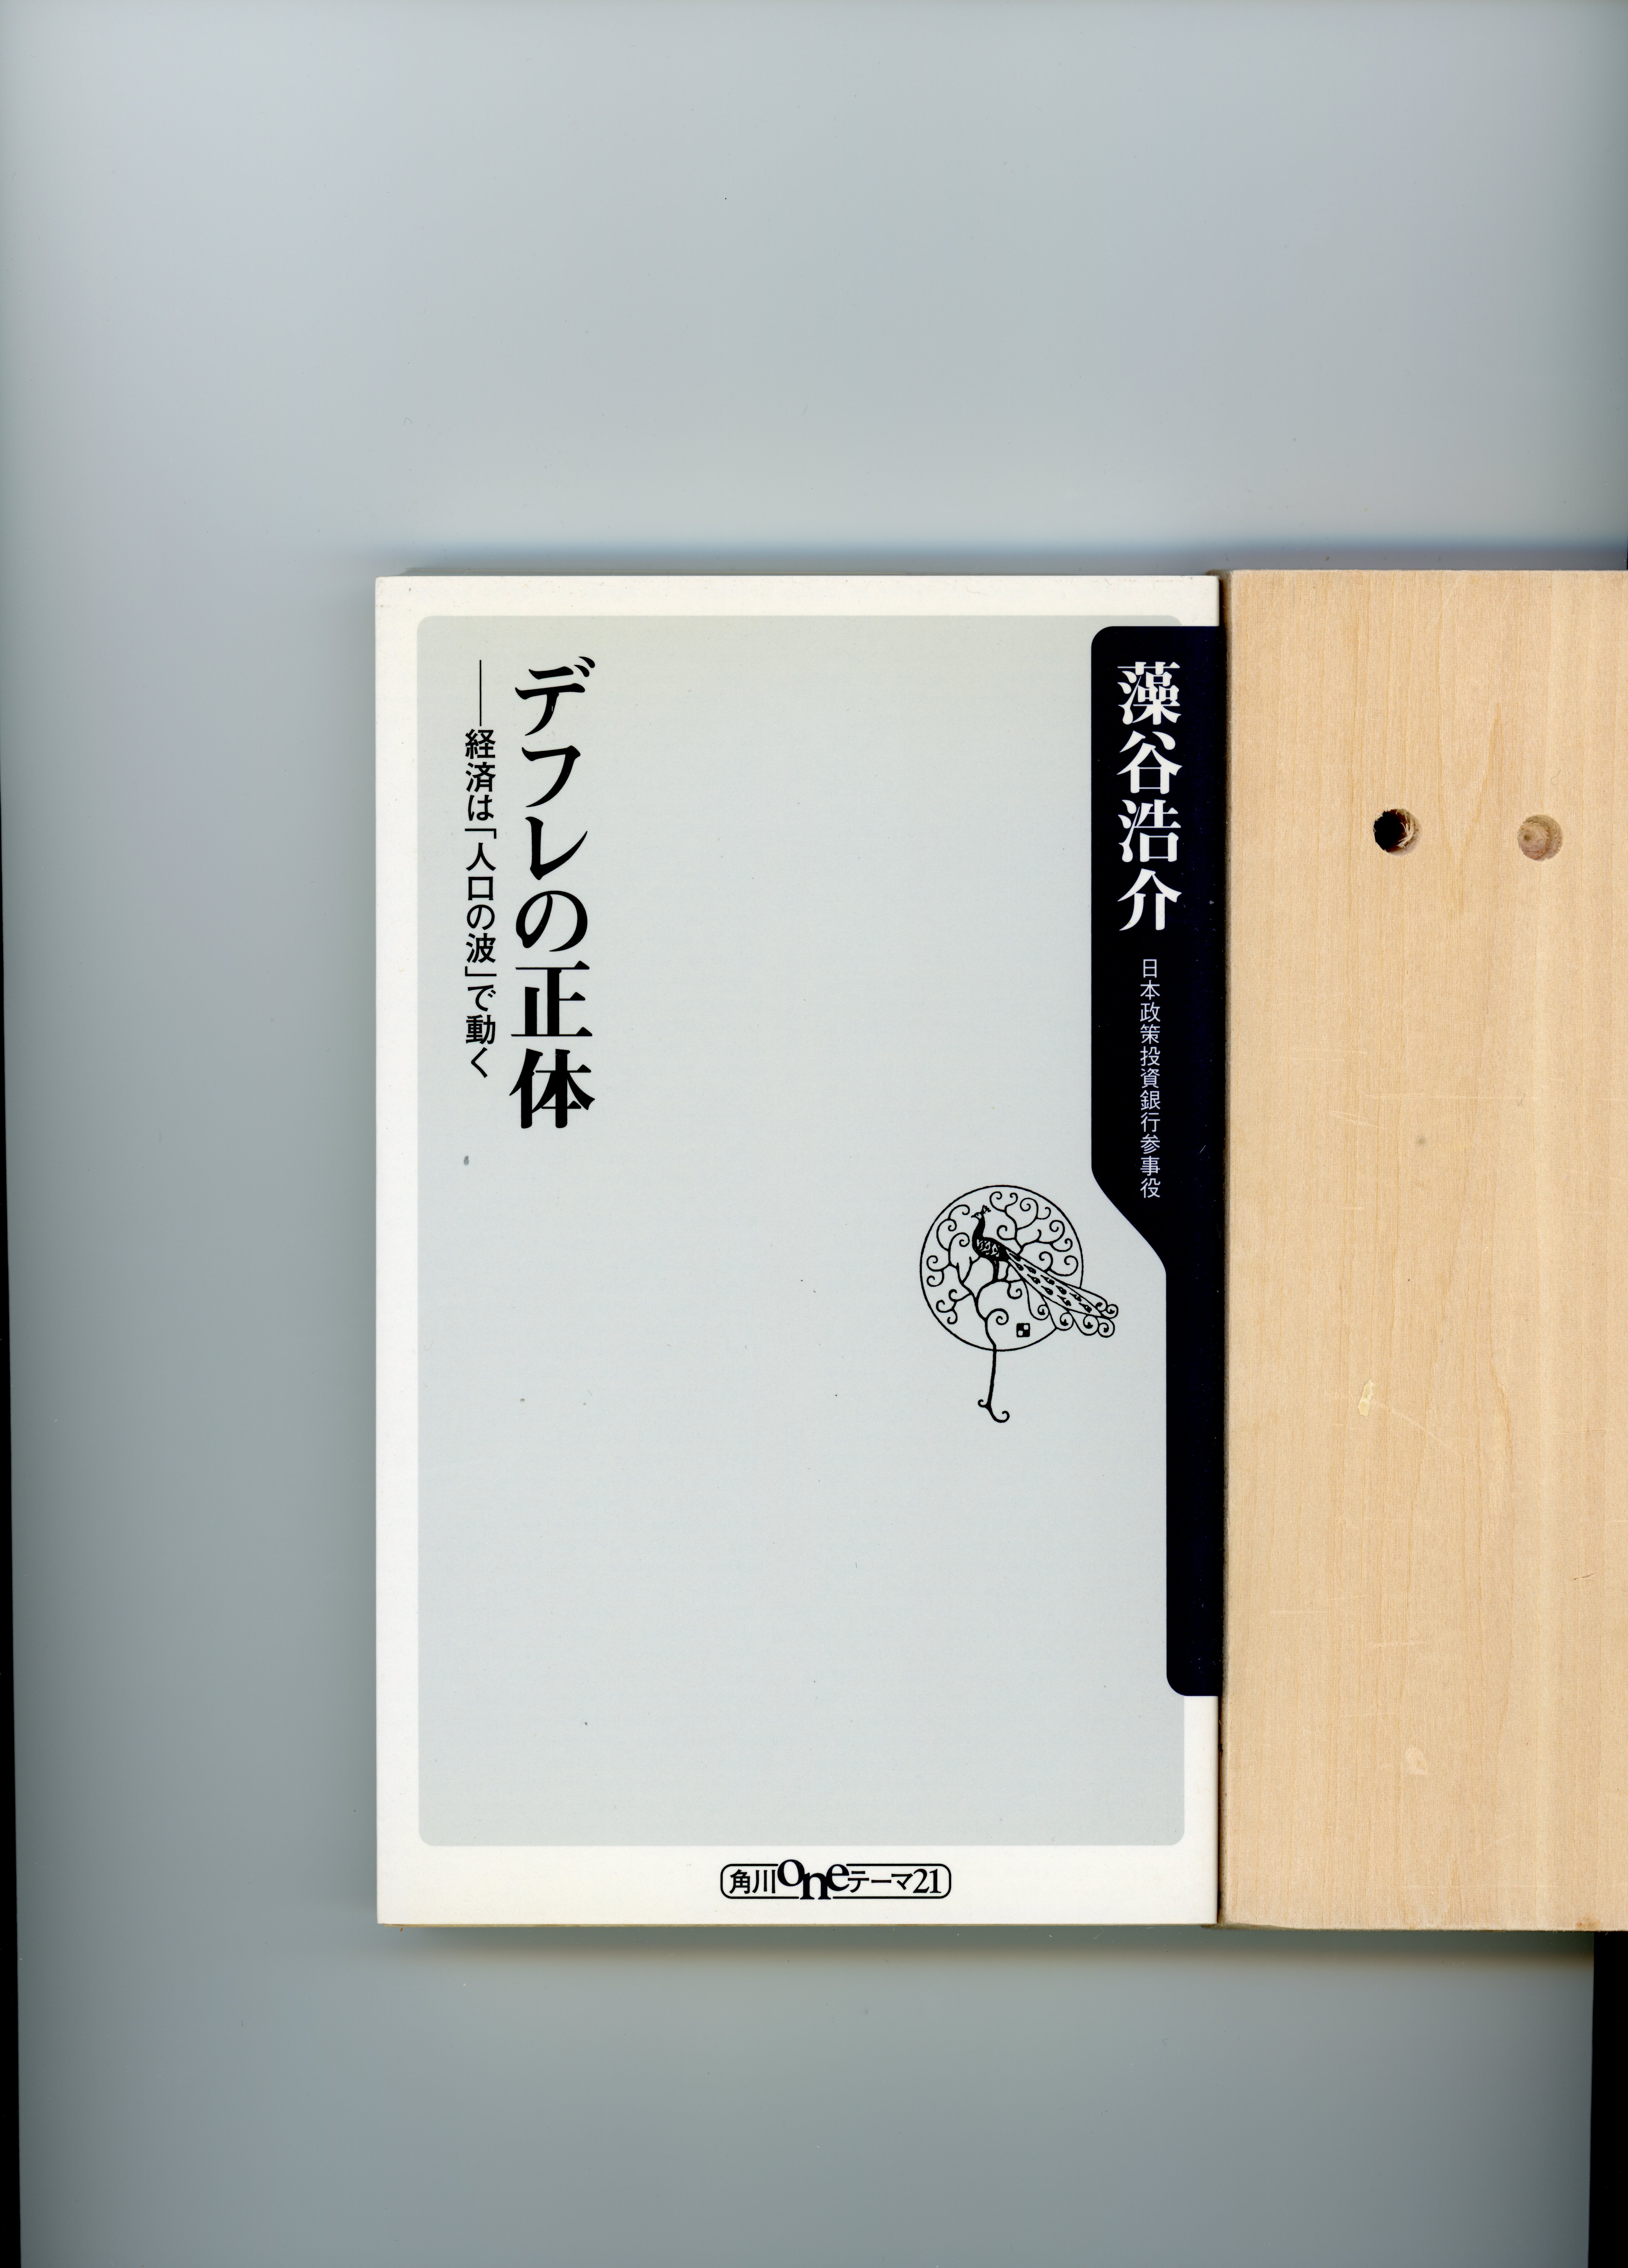 藻谷浩介
日本政策投資銀行参事役
デフレの正体
──経済は「人口の波」で動く
角川oneテーマ21